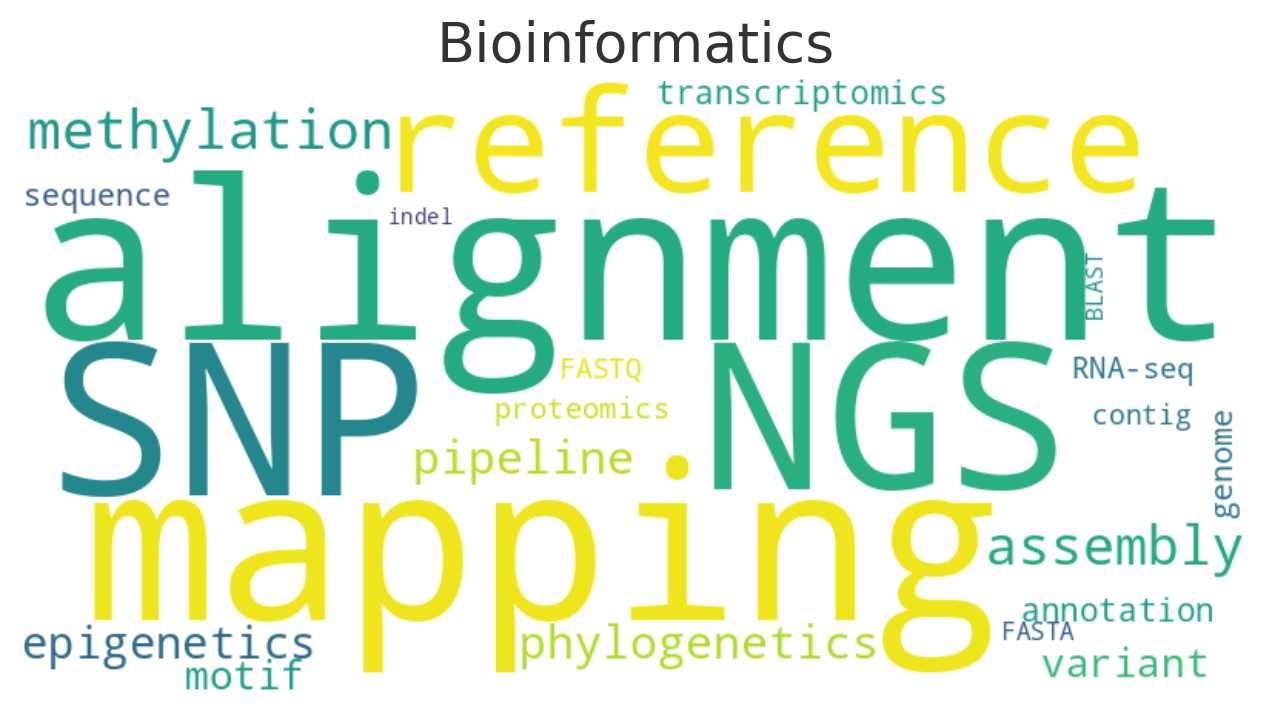 Bioinformatics
transcriptomics
methylation
reference
sequence
indel
alignment
BLAST
SNP
FASTQ
NGS
RNA-seq
proteomics
contig
pipeline
genome
mapping
assembly
annotation
FASTA
epigenetics
phylogenetics
variant
motif